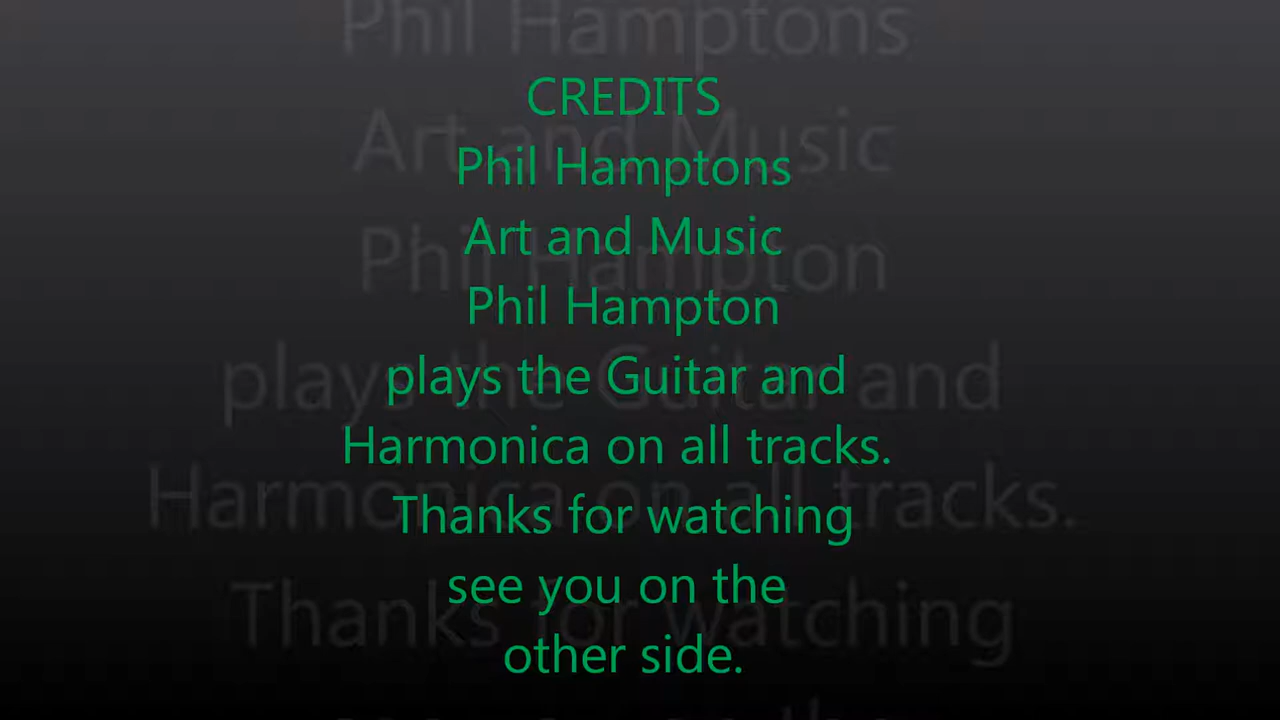 CREDITS
Phil Hamptons
Art and Music
Phil Hampton
plays the Guitar and
Harmonica on all tracks.
Thanks for watching
see you on the
other side.